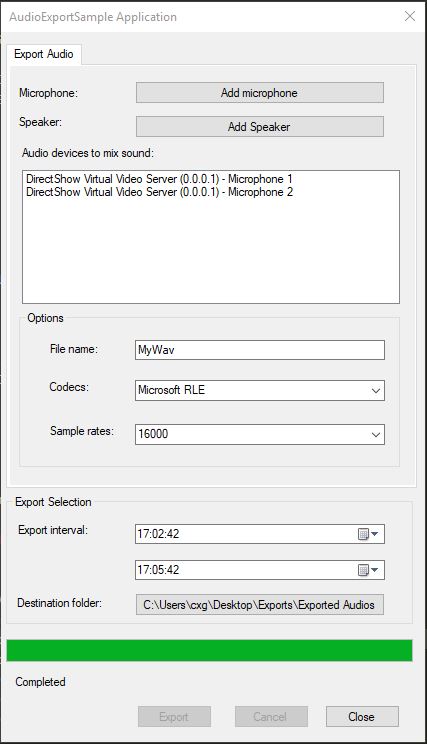 AudioExportSample Application
Export Audio
Microphone:
Add microphone
Speaker:
Add Speaker
Audio devices to mix sound:
DirectShow Virtual Video Server (0.0.0.1) - Microphone 1
DirectShow Virtual Video Server (0.0.0.1) - Microphone 2
Options
File name:
MyWav
Codecs:
Microsoft RLE
Sample rates:
16000
Export Selection
Export interval:
17:02:42
17:05:42
Destination folder:
C:\Users\cxg\Desktop\Exports\Exported Audios
Completed
Export
Cancel
Close